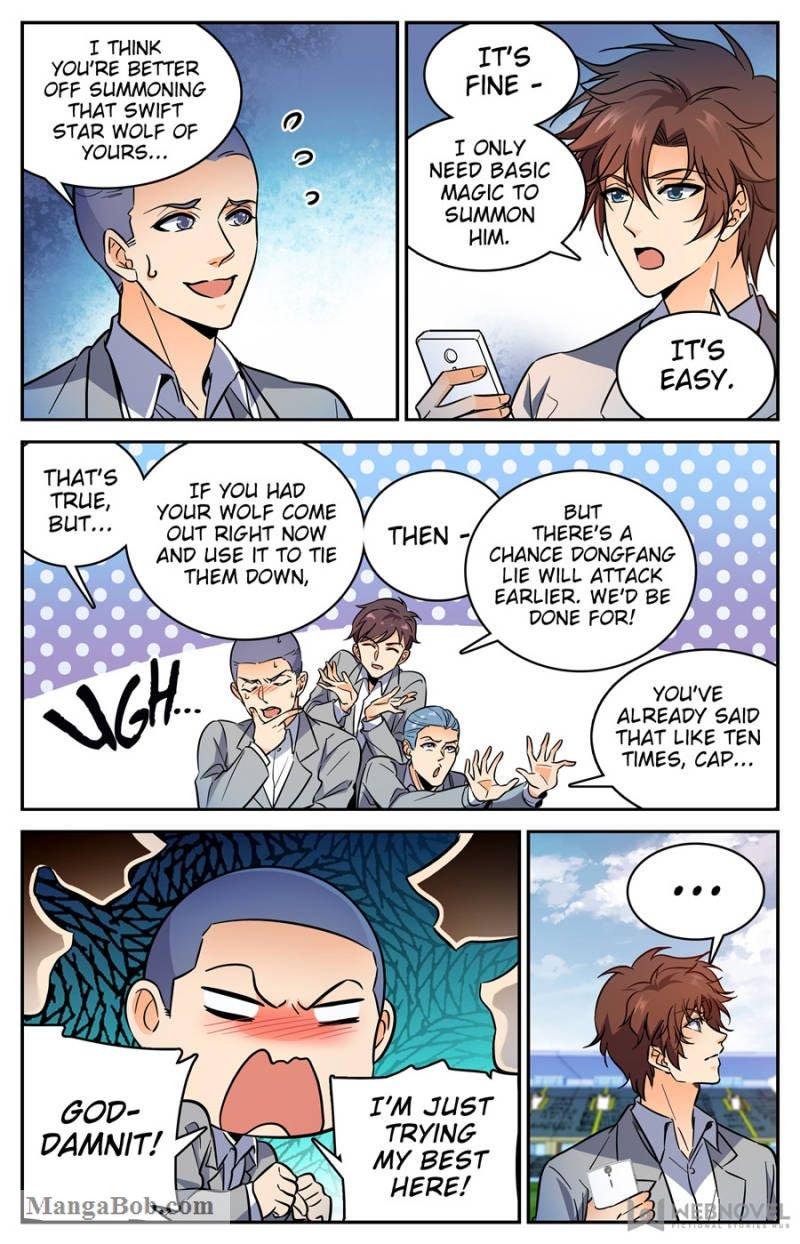 I THINK
YOU'RE BETTER
OFF SUMMONING
THAT SWIFT
STAR WOLF OF
YOURS...
IT'S
FINE -
I ONLY
NEED BASIC
MAGIC TO
SUMMON
HIM.
IT'S
EASY.
THAT'S
TRUE,
BUT...
IF YOU HAD
YOUR WOLF COME
OUT RIGHT NOW
AND USE IT TO TIE
THEM DOWN,
THEN -
BUT
THERE'S A
CHANCE DONGFANG
LIE WILL ATTACK
EARLIER. WE'D BE
DONE FOR!
UGH...
YOU'VE
ALREADY SAID
THAT LIKE TEN
TIMES, CAP...
GOD-
DAMNIT!
I'M JUST
TRYING
MY BEST
HERE!
...
MangaBob.com
WEBNOVEL
FICTIONAL STORIES HUB